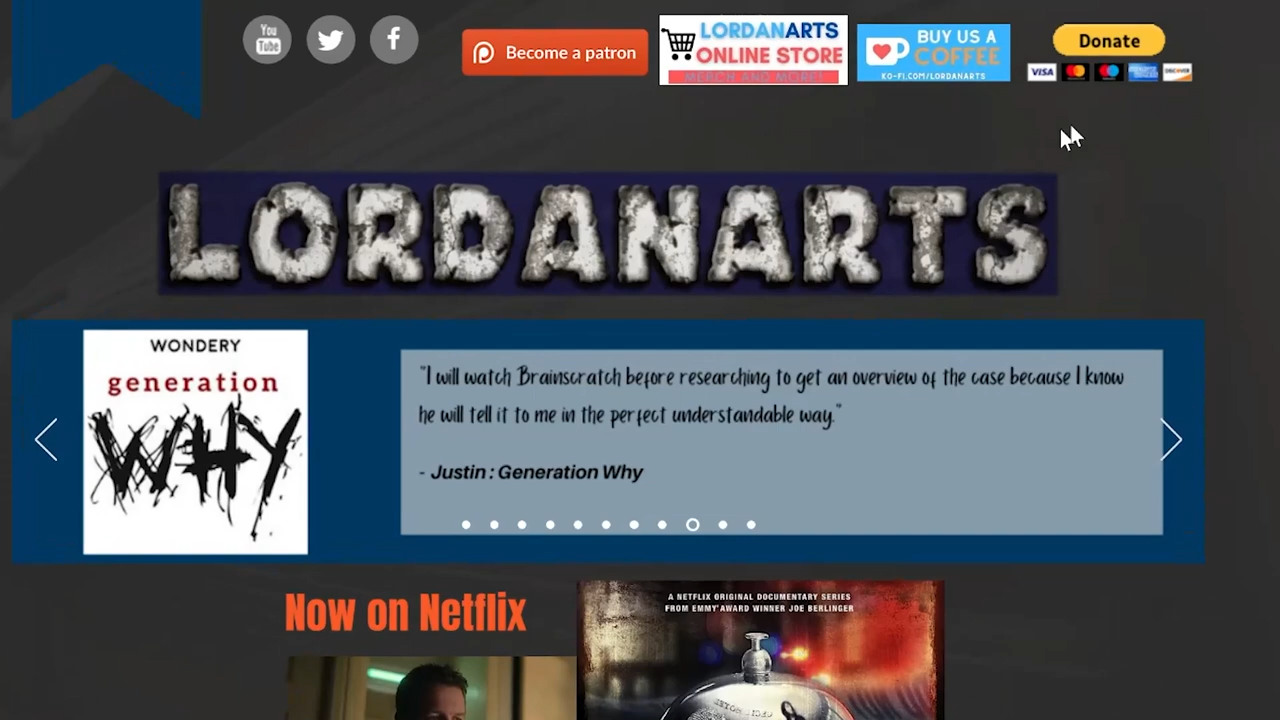 You
Tube
Become a patron
LORDANARTS
ONLINE STORE
MERCH AND MORE!
BUY US A
COFFEE
KO-FI.COM/LORDANARTS
Donate
VISA
DISCOVER
LORDANARTS
WONDERY
generation
WHY
"I will watch Brainscratch before researching to get an overview of the case because I know
he will tell it to me in the perfect understandable way."
- Justin : Generation Why
Now on Netflix
A NETFLIX ORIGINAL DOCUMENTARY SERIES
FROM EMMY AWARD WINNER JOE BERLINGER